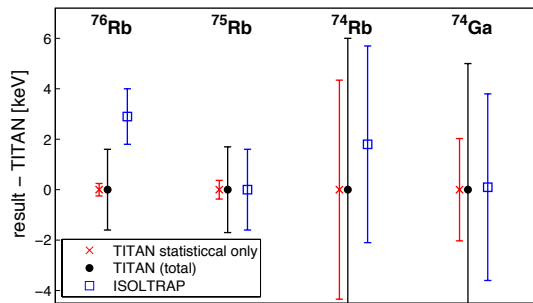 ⁷⁶Rb ⁷⁵Rb ⁷⁴Rb ⁷⁴Ga
result − TITAN [keV]
6
4
2
0
−2
−4
TITAN statisticcal only
TITAN (total)
ISOLTRAP